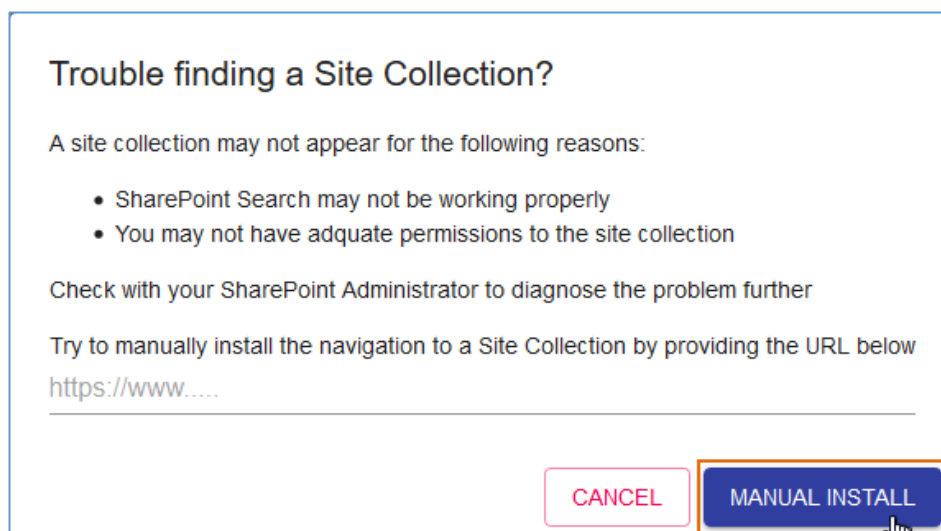 Trouble finding a Site Collection?
A site collection may not appear for the following reasons:
• SharePoint Search may not be working properly
• You may not have adquate permissions to the site collection
Check with your SharePoint Administrator to diagnose the problem further
Try to manually install the navigation to a Site Collection by providing the URL below
https://www.....
CANCEL MANUAL INSTALL